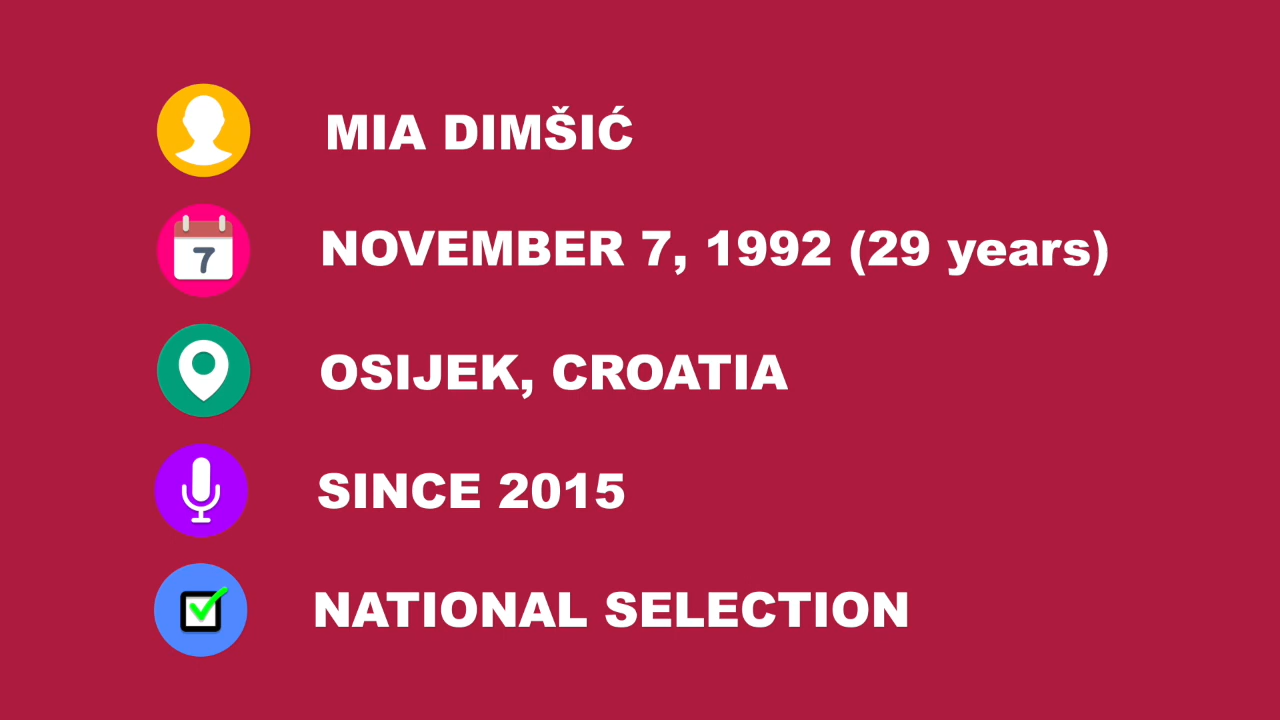 MIA DIMŠIĆ
7
NOVEMBER 7, 1992 (29 years)
OSIJEK, CROATIA
SINCE 2015
NATIONAL SELECTION